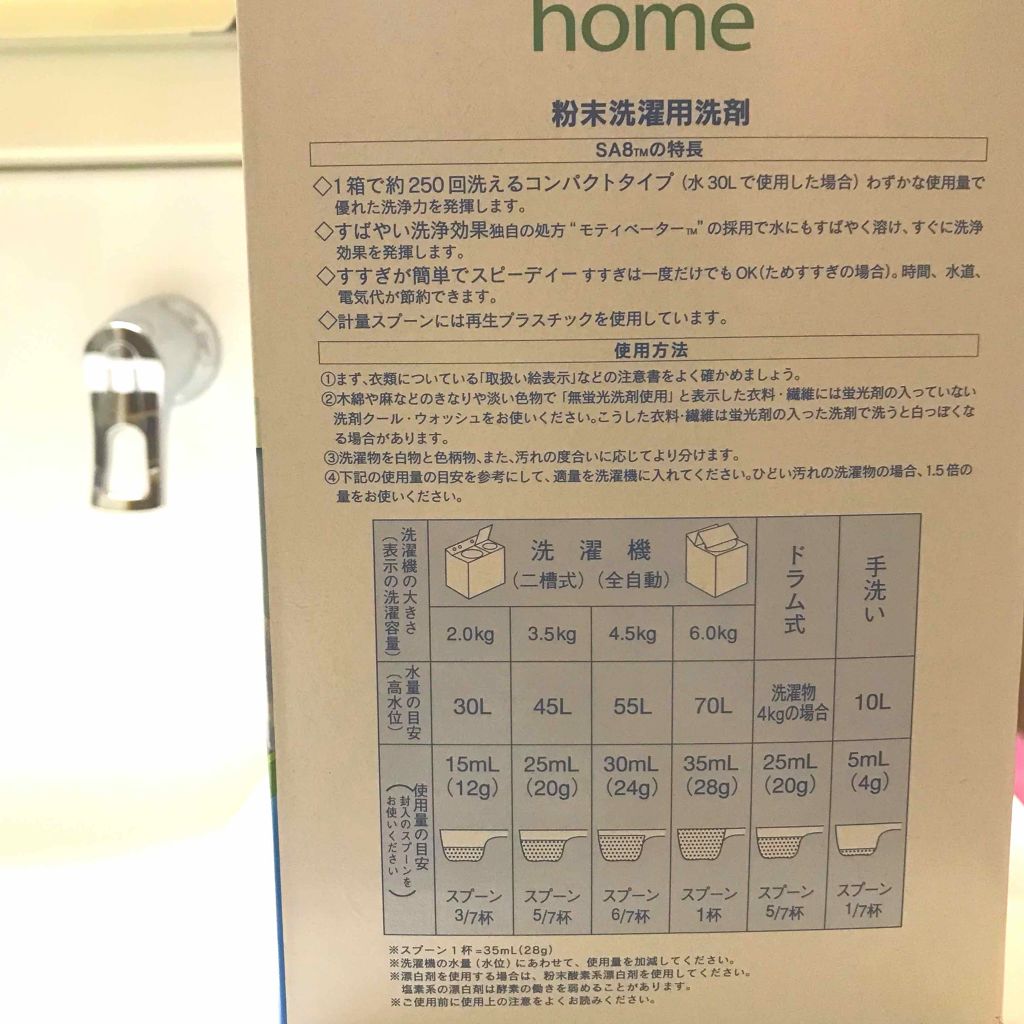 home
粉末洗濯用洗剤
SA8™の特長
◇1箱で約250回洗えるコンパクトタイプ（水30Lで使用した場合）わずかな使用量で
優れた洗浄力を発揮します。
◇すばやい洗浄効果独自の処方“モティベーター™”の採用で水にもすばやく溶け、すぐに洗浄
効果を発揮します。
◇すすぎが簡単でスピーディー すすぎは一度だけでもOK（ためすすぎの場合）。時間、水道、
電気代が節約できます。
◇計量スプーンには再生プラスチックを使用しています。
使用方法
①まず、衣類についている「取扱い絵表示」などの注意書をよく確かめましょう。
②木綿や麻などのきなりや淡い色物で「無蛍光洗剤使用」と表示した衣料・繊維には蛍光剤の入っていない
洗剤クール・ウォッシュをお使いください。こうした衣料・繊維は蛍光剤の入った洗剤で洗うと白っぽくな
る場合があります。
③洗濯物を白物と色柄物、また、汚れの度合いに応じてより分けます。
④下記の使用量の目安を参考にして、適量を洗濯機に入れてください。ひどい汚れの洗濯物の場合、1.5倍の
量をお使いください。
洗濯機の大きさ
（表示の洗濯容量）
洗濯機
（二槽式）（全自動）
ドラム式
手洗い
2.0kg 3.5kg 4.5kg 6.0kg
水量の目安
（高水位）
30L 45L 55L 70L 洗濯物 10L
4kgの場合
使用量の目安
（封入のスプーンを
お使いください）
15mL 25mL 30mL 35mL 25mL 5mL
（12g）（20g）（24g）（28g）（20g）（4g）
スプーン スプーン スプーン スプーン スプーン スプーン
3/7杯 5/7杯 6/7杯 1杯 5/7杯 1/7杯
※スプーン1杯=35mL（28g）
※洗濯機の水量（水位）にあわせて、使用量を加減してください。
※漂白剤を使用する場合は、粉末酸素系漂白剤を使用してください。
塩素系の漂白剤は酵素の働きを弱めることがあります。
※ご使用前に使用上の注意をよくお読みください。